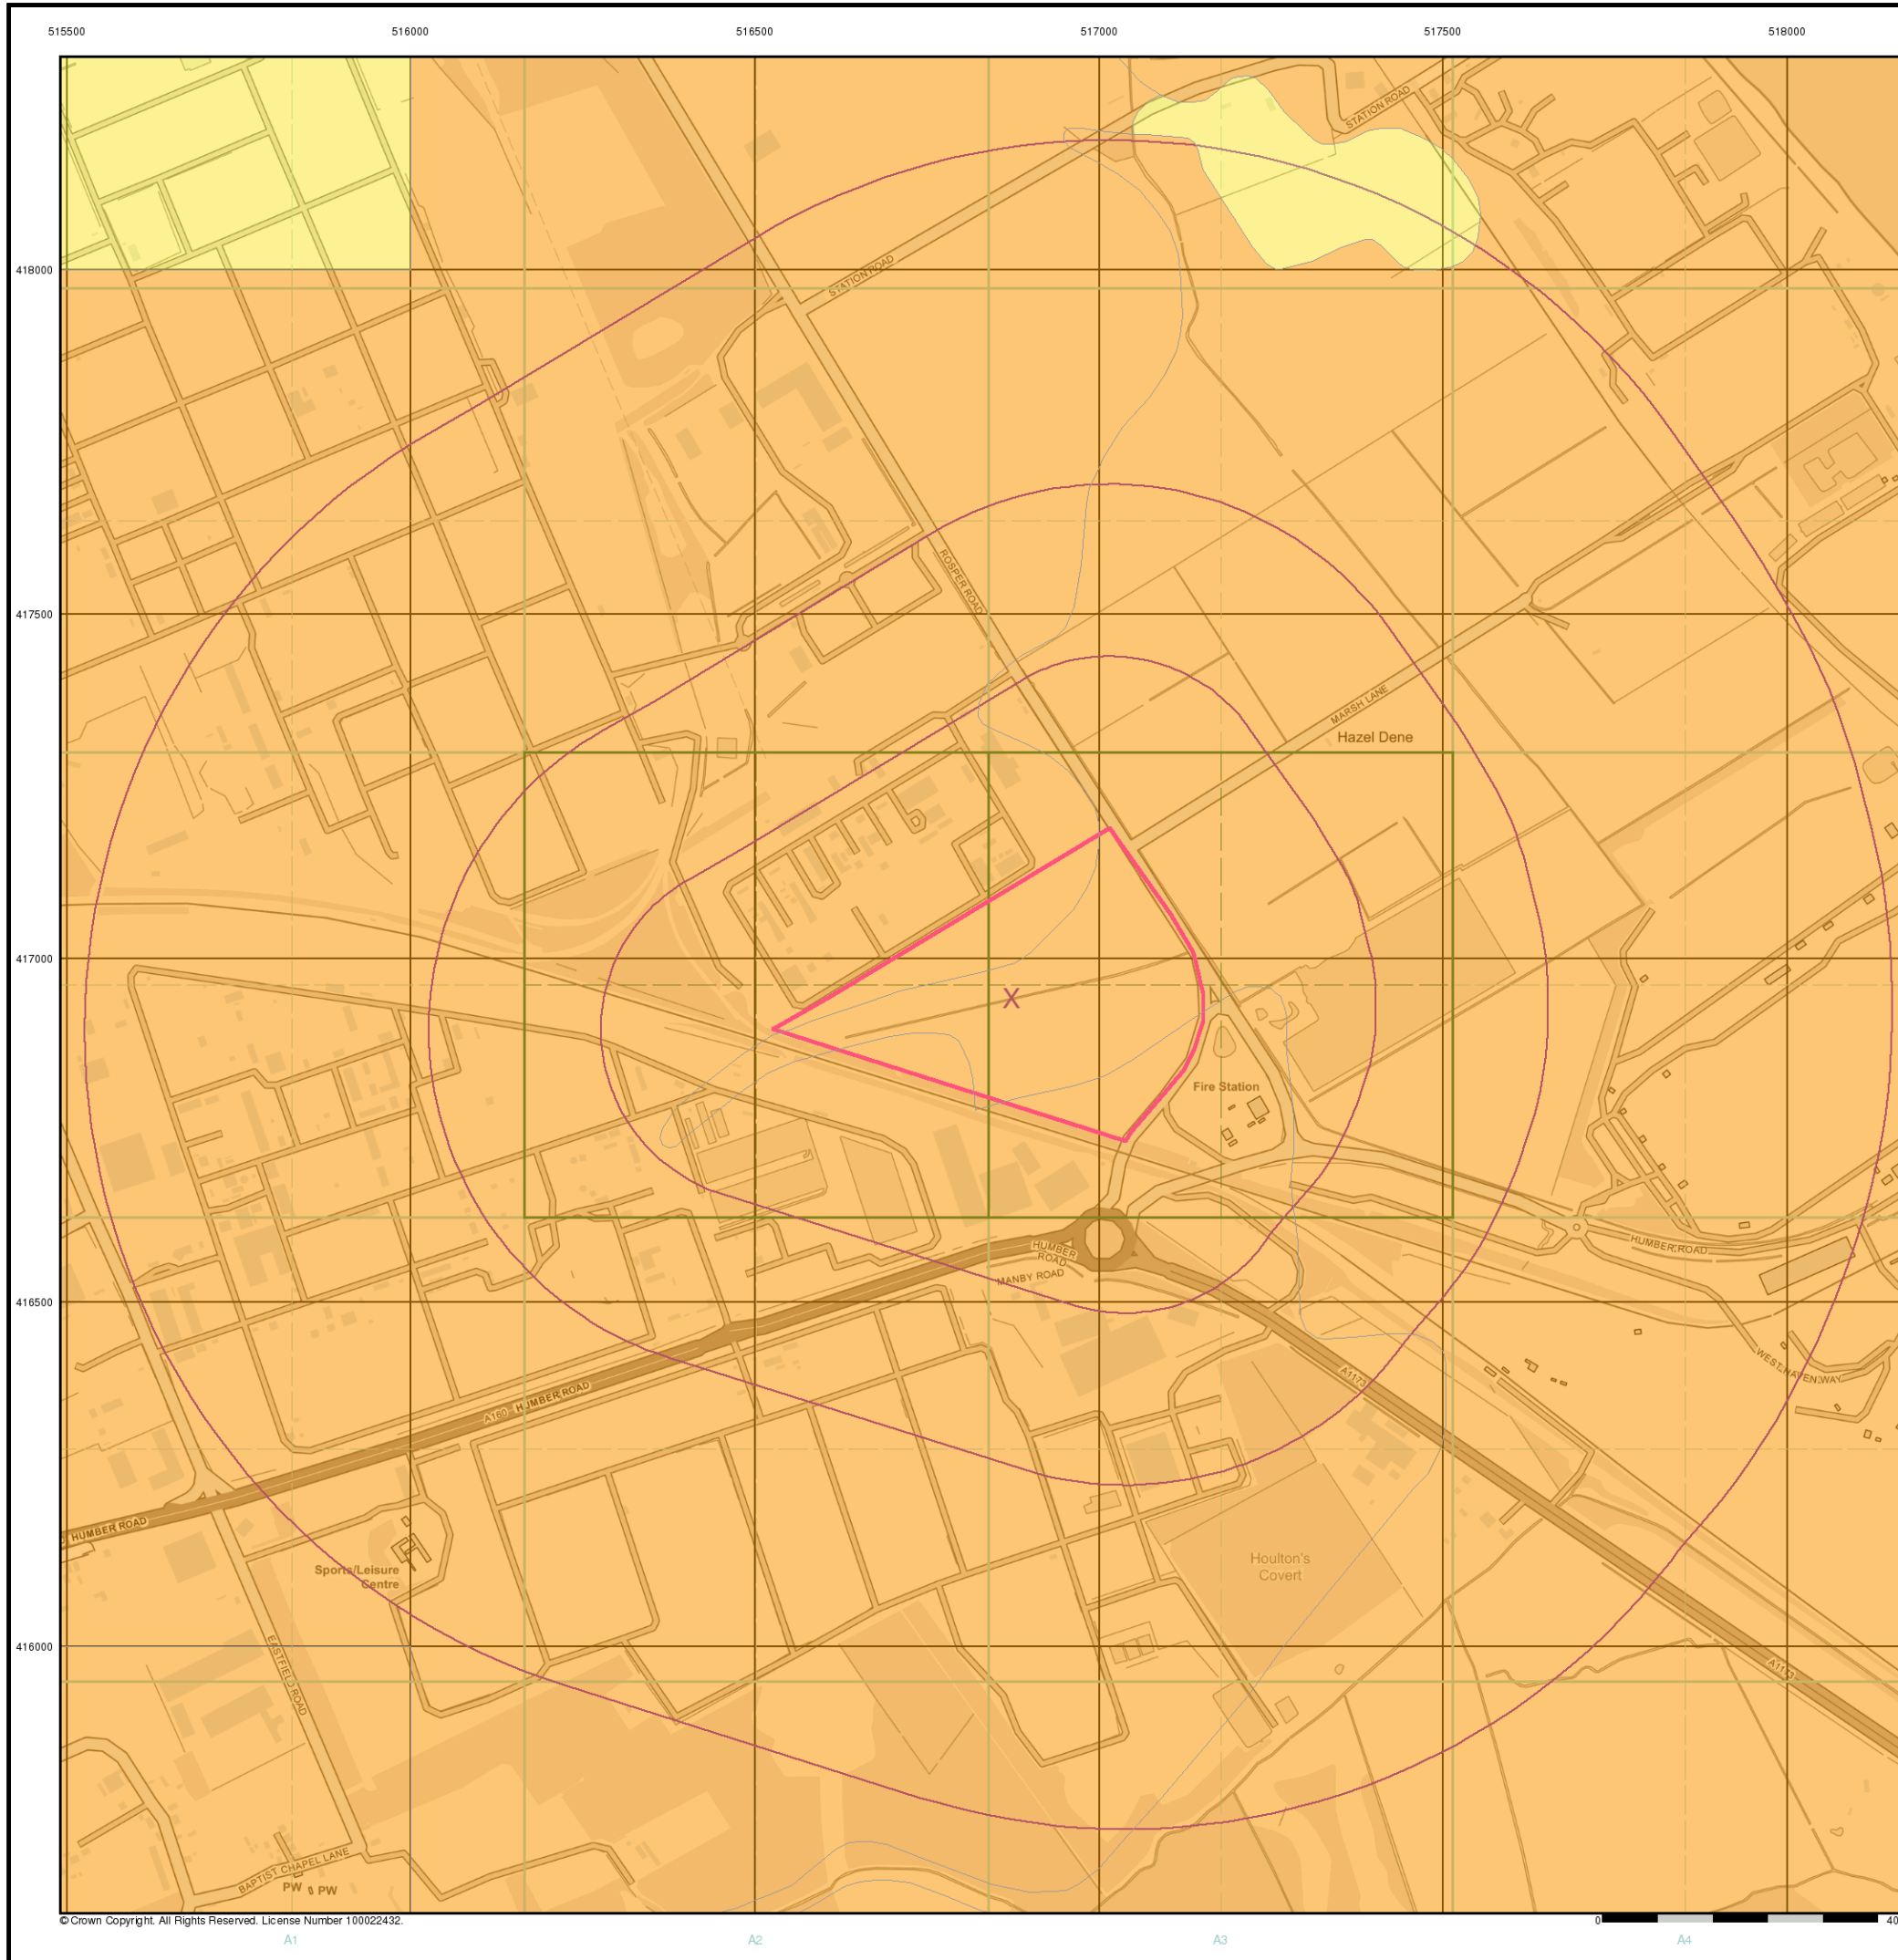 515500 516000 516500 517000 517500 518000
STATION ROAD
418000
STATION ROAD
417500
ROSPER ROAD
MARSH LANE
Hazel Dene
417000
X
Fire Station
HUMBER ROAD
HUMBER
ROAD
MANBY ROAD
416500
A1173
WEST HAVEN WAY
A160 - HUMBER ROAD
HUMBER ROAD
Sports/Leisure
Centre
Houlton's
Covert
416000
EASTFIELD ROAD
A1173
BAPTIST CHAPEL LANE
PW PW
© Crown Copyright. All Rights Reserved. License Number 100022432.
0 40
A1 A2 A3 A4